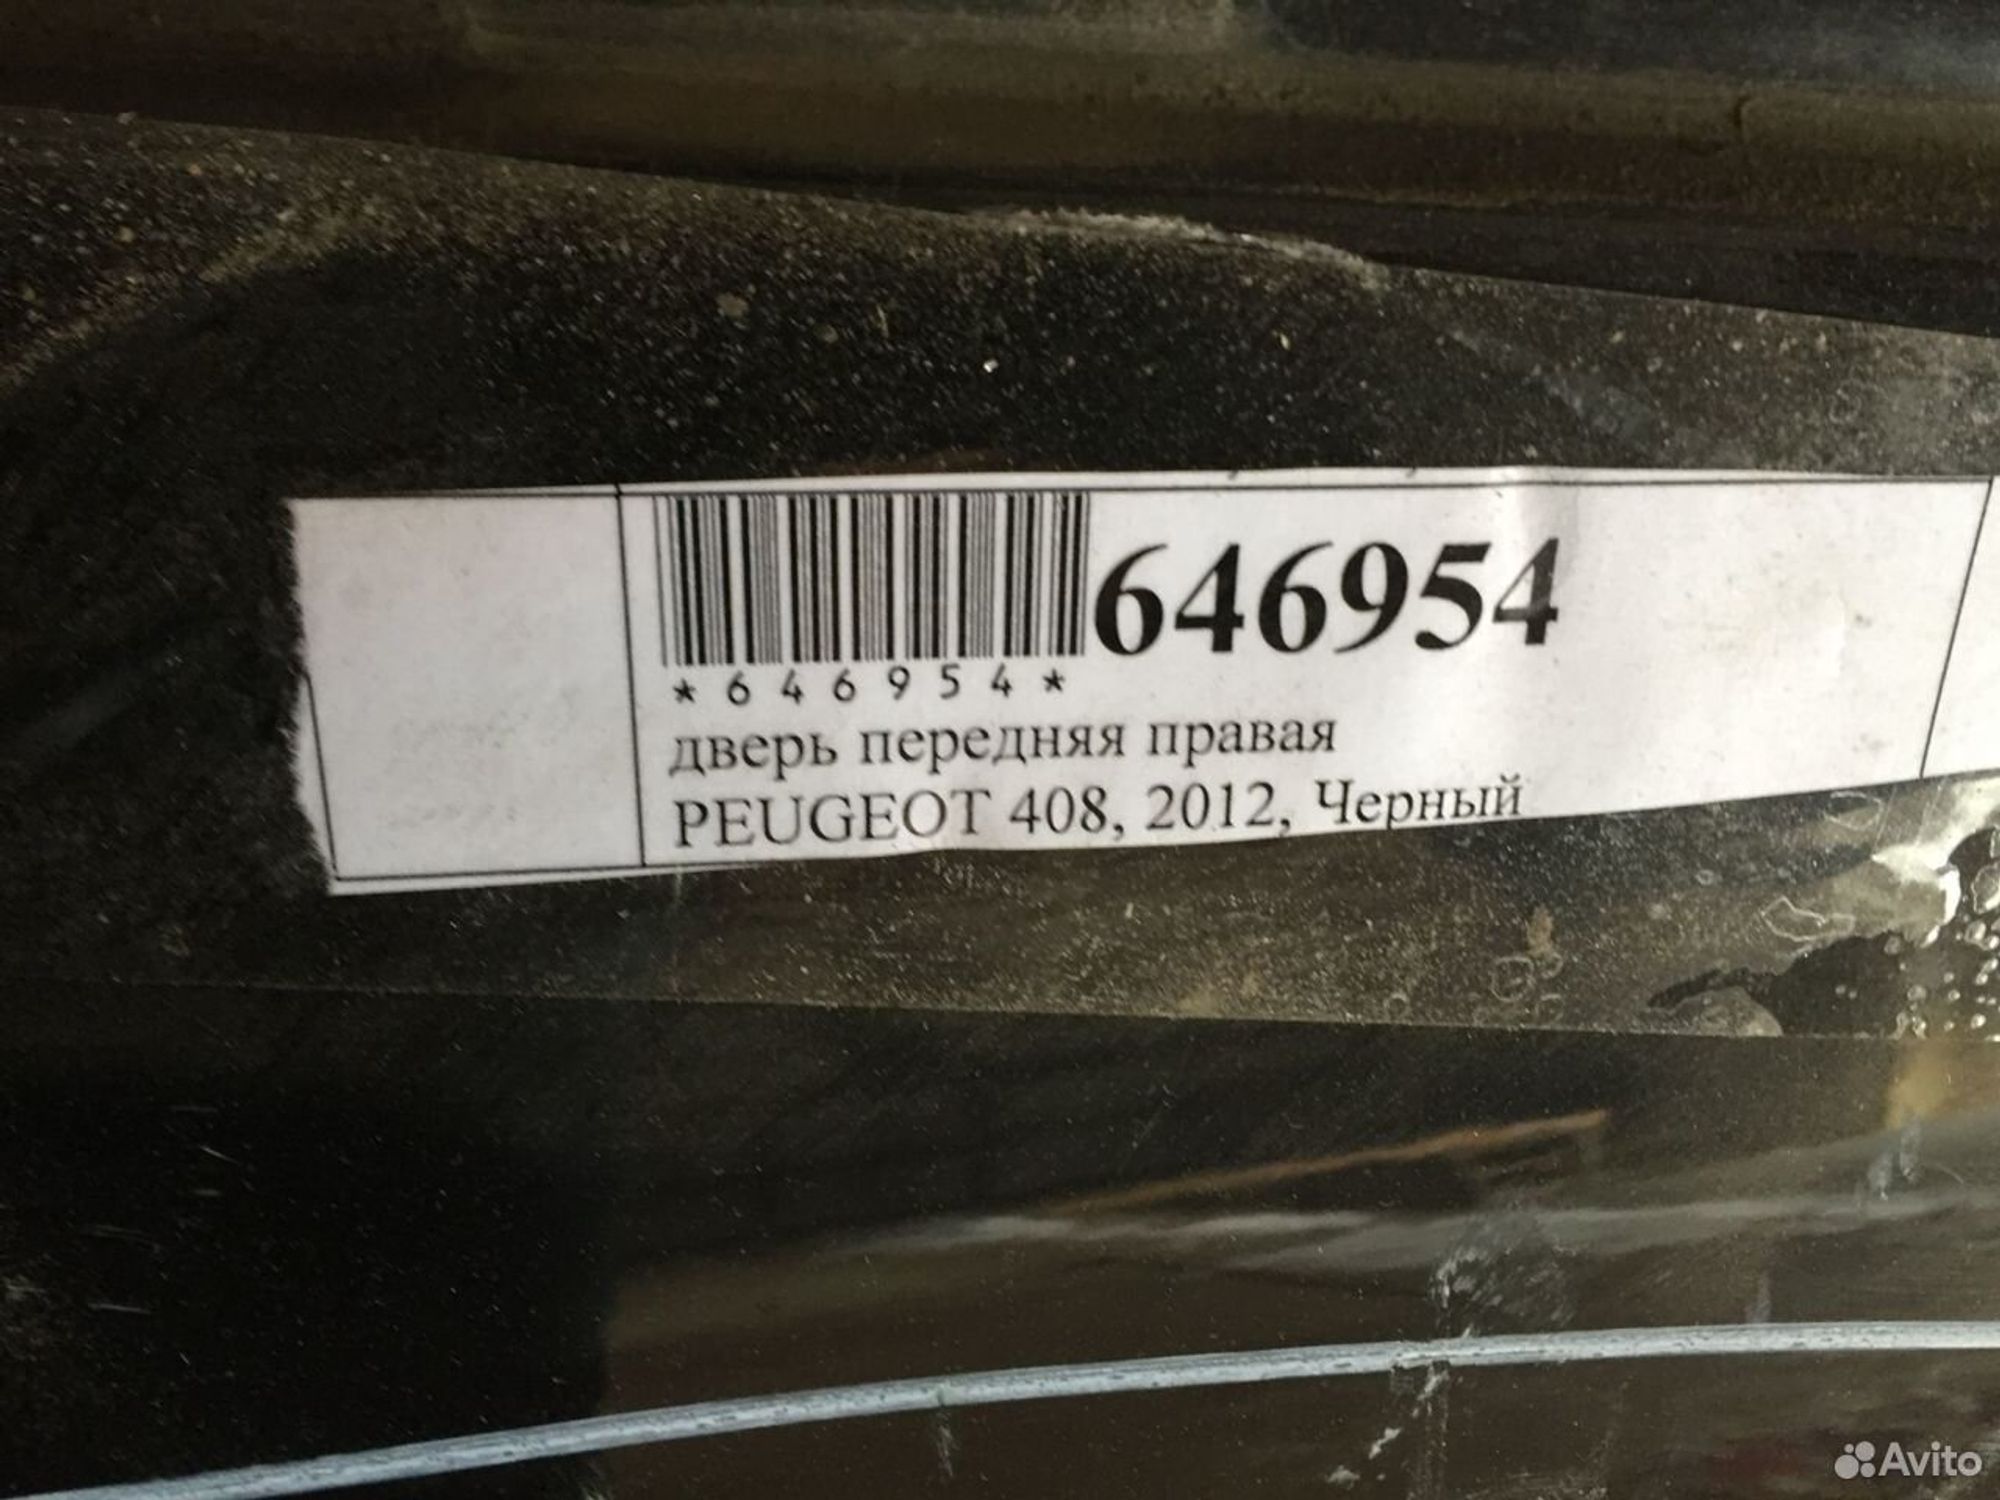 646954
*646954*
дверь передняя правая
PEUGEOT 408, 2012, Черный
Avito